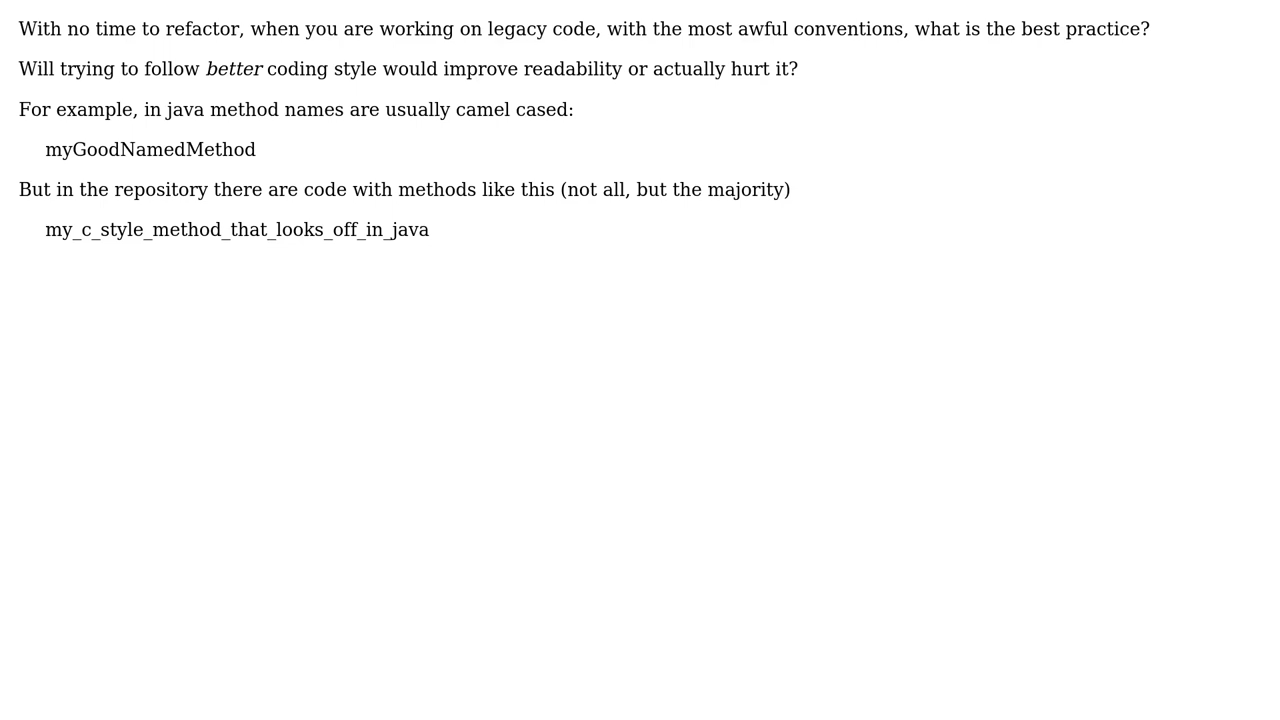 With no time to refactor, when you are working on legacy code, with the most awful conventions, what is the best practice?
Will trying to follow better coding style would improve readability or actually hurt it?
For example, in java method names are usually camel cased:
myGoodNamedMethod
But in the repository there are code with methods like this (not all, but the majority)
my_c_style_method_that_looks_off_in_java